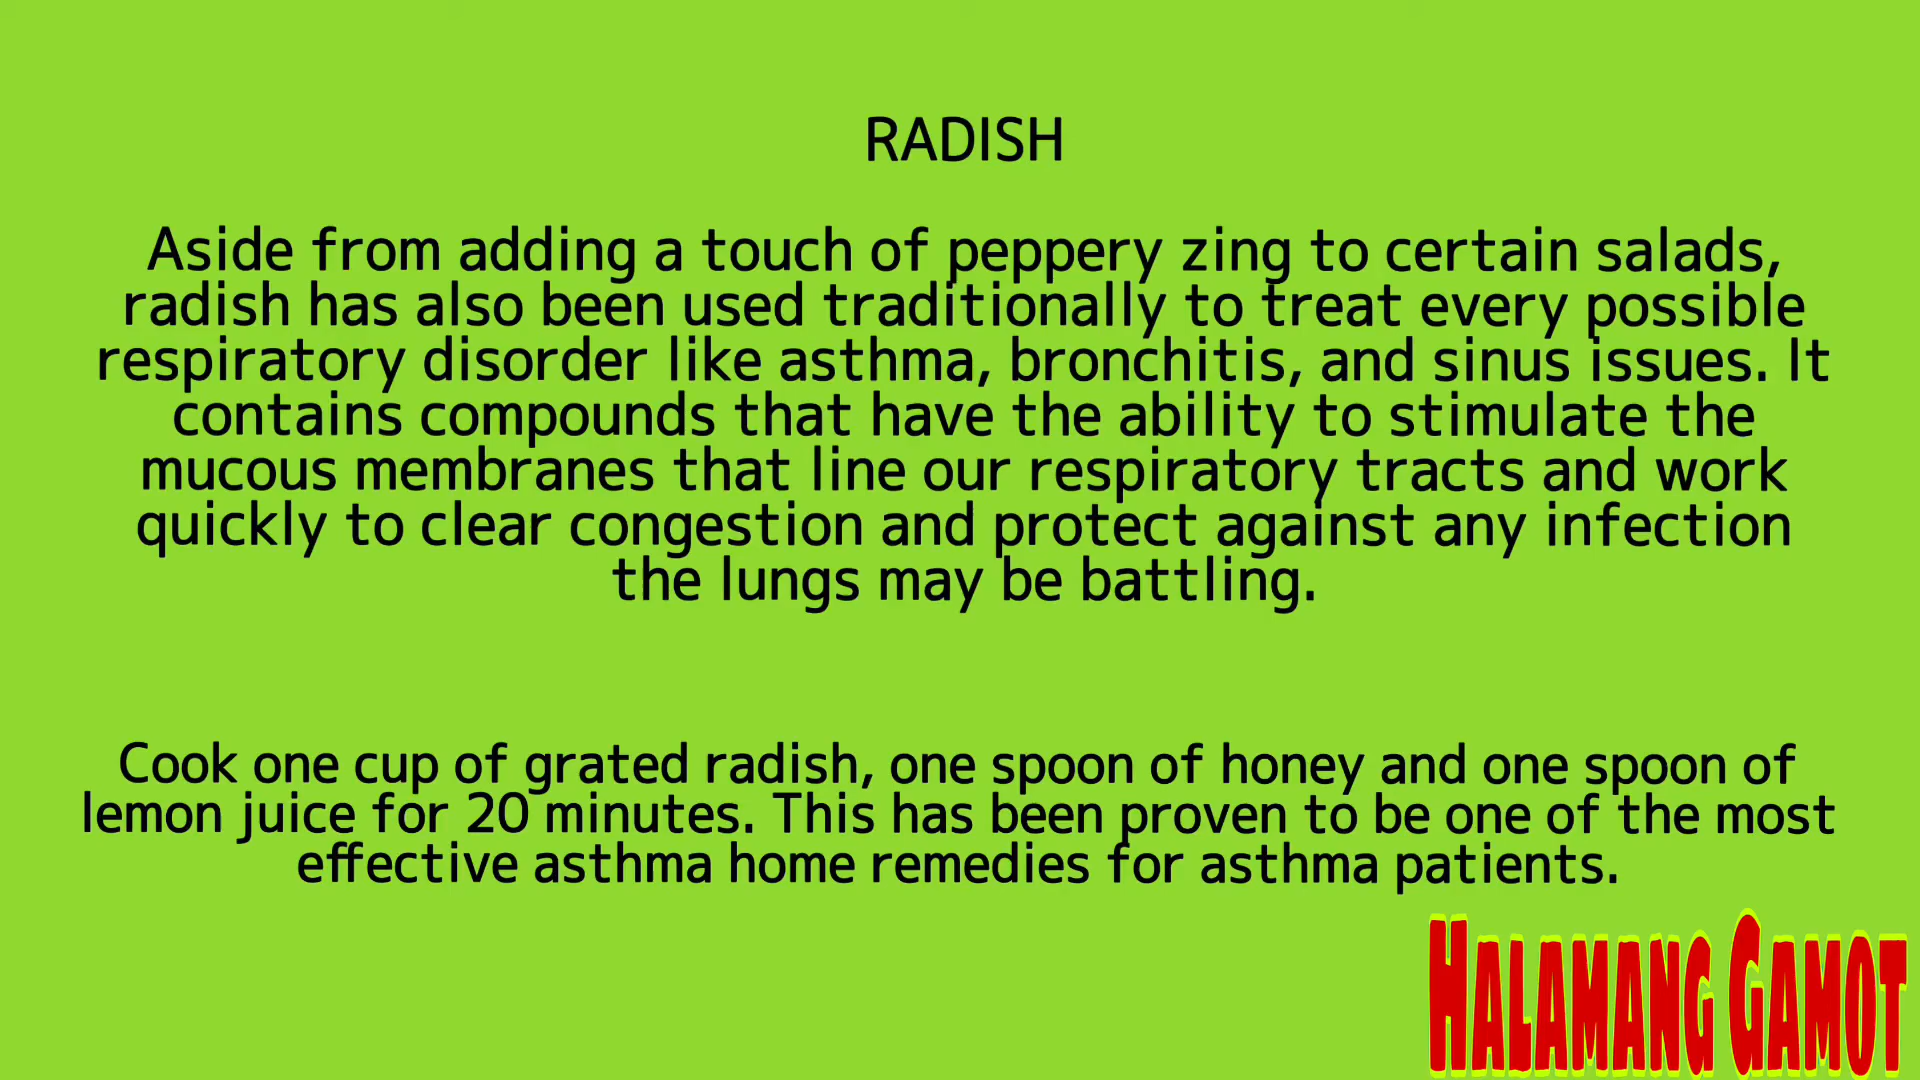 RADISH
Aside from adding a touch of peppery zing to certain salads,
radish has also been used traditionally to treat every possible
respiratory disorder like asthma, bronchitis, and sinus issues. It
contains compounds that have the ability to stimulate the
mucous membranes that line our respiratory tracts and work
quickly to clear congestion and protect against any infection
the lungs may be battling.
Cook one cup of grated radish, one spoon of honey and one spoon of
lemon juice for 20 minutes. This has been proven to be one of the most
effective asthma home remedies for asthma patients.
HALAMANG GAMOT